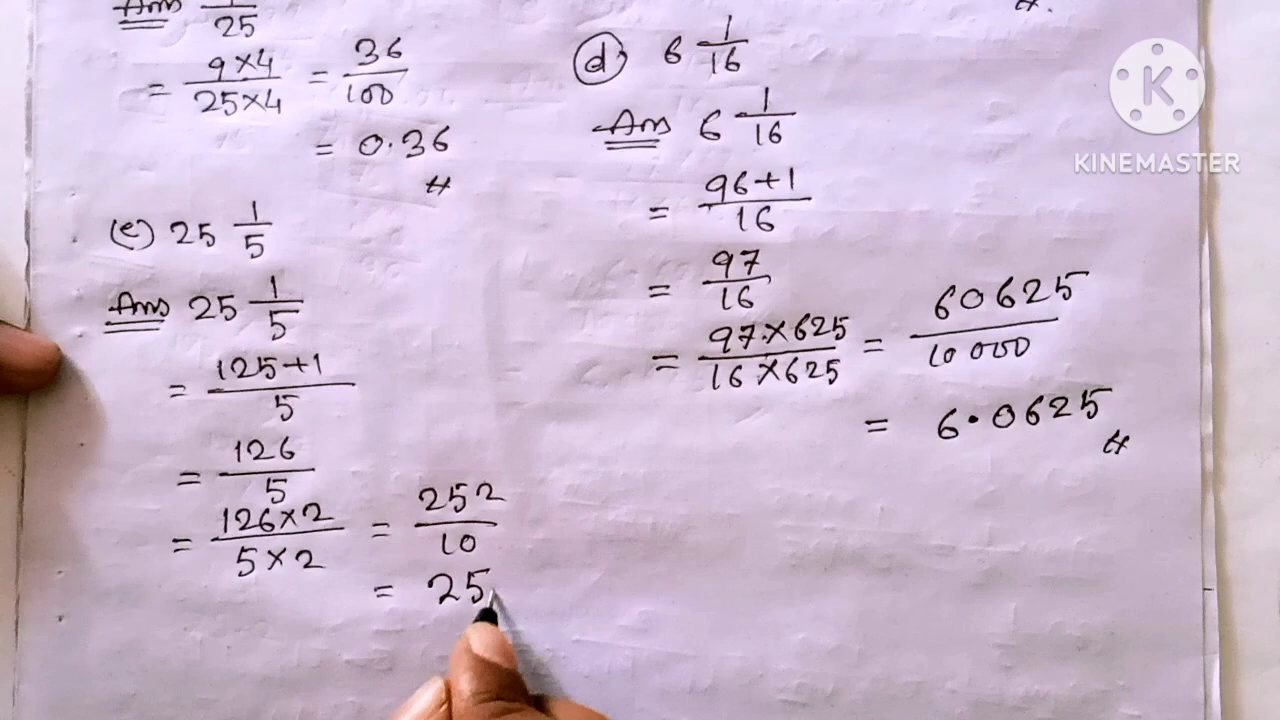 Ans /25
= 9×4/25×4 = 36/100
= 0.36
(e) 25 1/5
Ans 25 1/5
= 125+1/5
= 126/5
= 126×2/5×2 = 252/10
= 25
(d) 6 1/16
Ans 6 1/16
= 96+1/16
= 97/16
= 97×625/16×625 = 60625/10000
= 6.0625
K
KINEMASTER